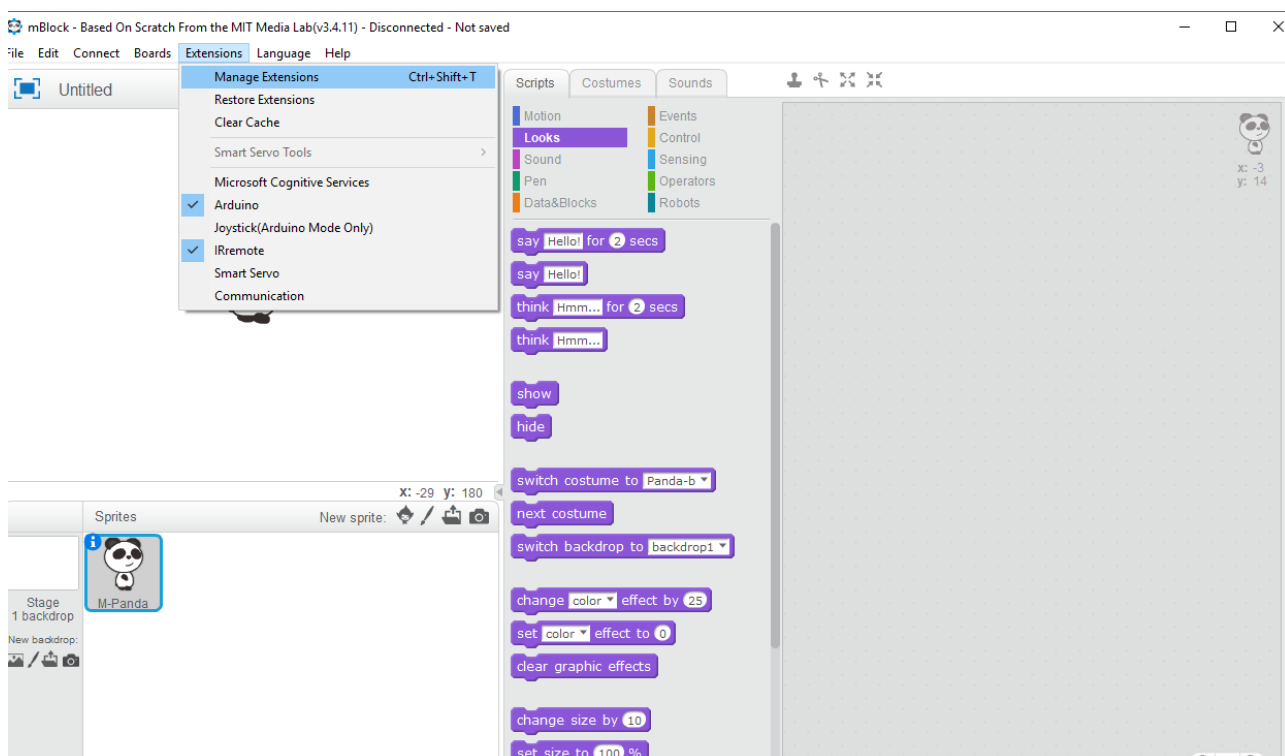 mBlock - Based On Scratch From the MIT Media Lab(v3.4.11) - Disconnected - Not saved
File Edit Connect Boards Extensions Language Help
Untitled
Manage Extensions Ctrl+Shift+T
Restore Extensions
Clear Cache
Smart Servo Tools
Microsoft Cognitive Services
Arduino
Joystick(Arduino Mode Only)
IRremote
Smart Servo
Communication
X: -29 y: 180
Sprites New sprite:
M-Panda
Stage
1 backdrop
New backdrop:
Scripts Costumes Sounds
Motion Events
Looks Control
Sound Sensing
Pen Operators
Data&Blocks Robots
say Hello! for 2 secs
say Hello!
think Hmm... for 2 secs
think Hmm...
show
hide
switch costume to Panda-b
next costume
switch backdrop to backdrop1
change color effect by 25
set color effect to 0
clear graphic effects
change size by 10
set size to 100 %
x: -3
y: 14